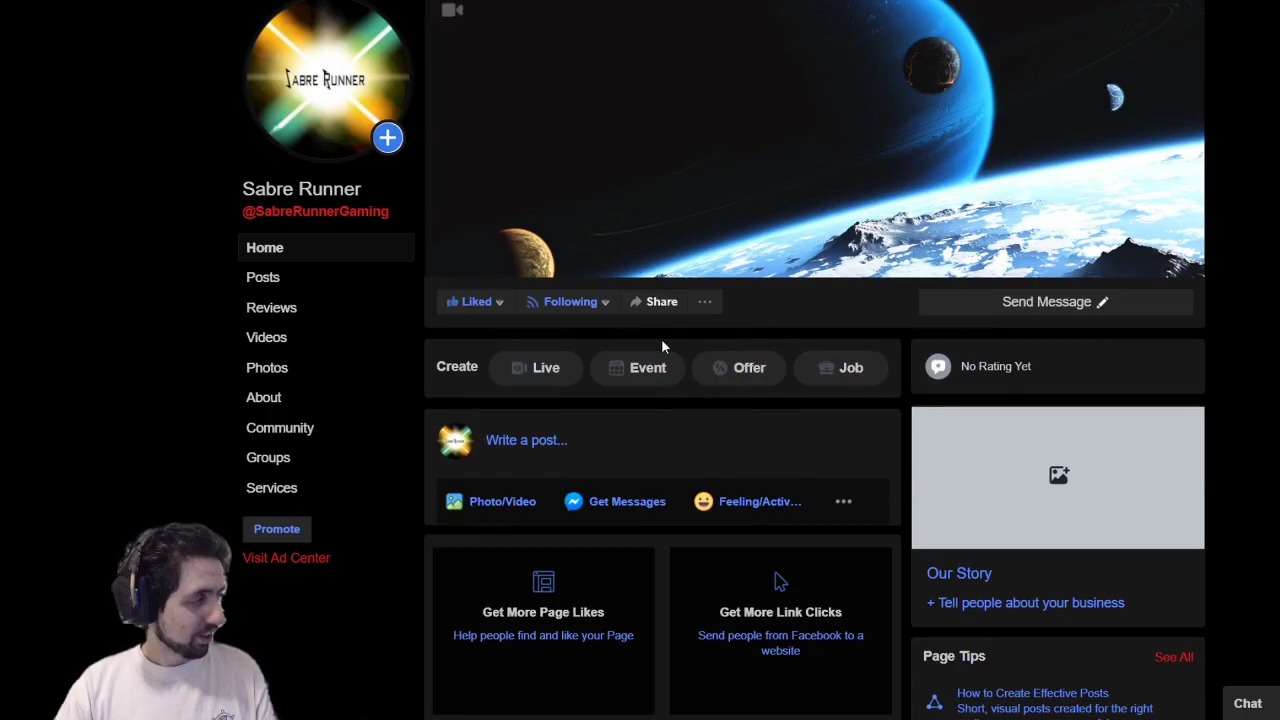 SABRE RUNNER
Sabre Runner
@SabreRunnerGaming
Home
Posts
Reviews
Videos
Photos
About
Community
Groups
Services
Promote
Visit Ad Center
Liked
Following
Share
Send Message
Create
Live
Event
Offer
Job
No Rating Yet
Write a post...
Photo/Video
Get Messages
Feeling/Activ...
Get More Page Likes
Help people find and like your Page
Get More Link Clicks
Send people from Facebook to a
website
Our Story
+ Tell people about your business
Page Tips
See All
How to Create Effective Posts
Short, visual posts created for the right
Chat